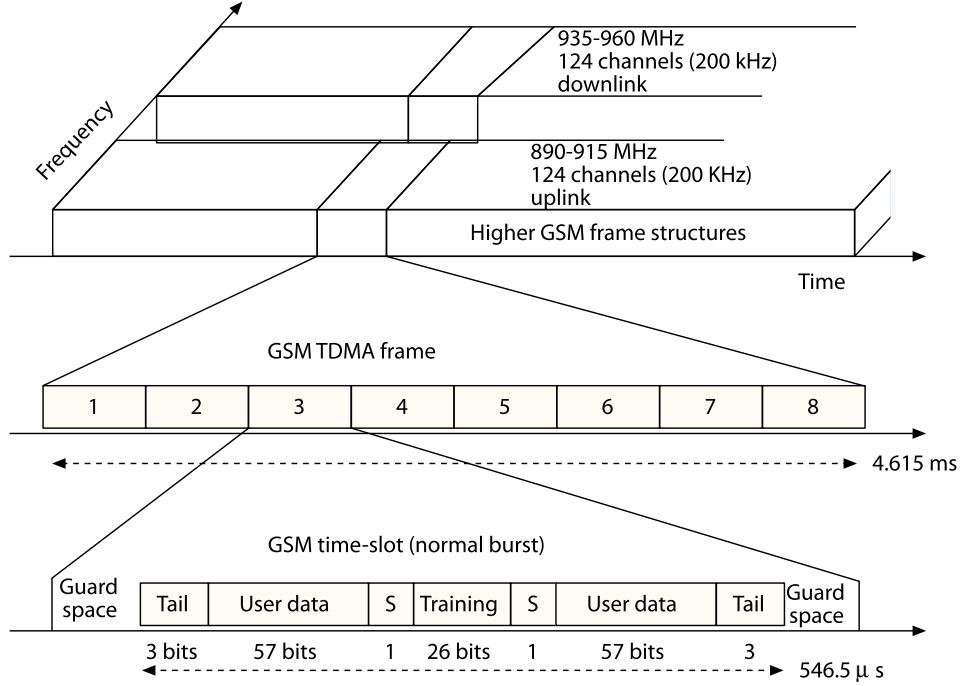 935-960 MHz
124 channels (200 kHz)
downlink
Frequency
890-915 MHz
124 channels (200 KHz)
uplink
Higher GSM frame structures
Time
GSM TDMA frame
1 2 3 4 5 6 7 8
4.615 ms
GSM time-slot (normal burst)
Guard
space
Tail User data S Training S User data Tail
Guard
space
3 bits 57 bits 1 26 bits 1 57 bits 3
546.5 μ s